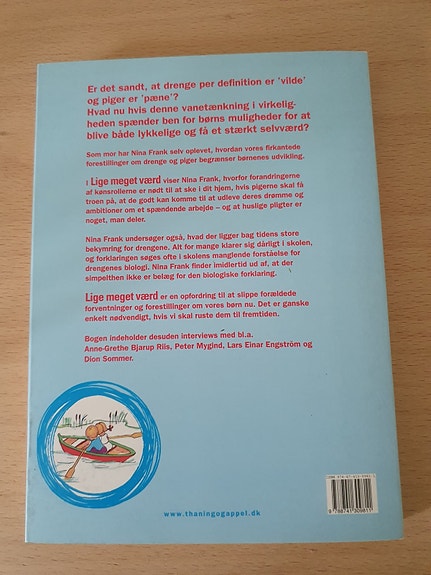 Er det sandt, at drenge per definition er 'vilde'
og piger er 'pæne'?
Hvad nu hvis denne vanetænkning i virkelig-
heden spænder ben for børns muligheder for at
blive både lykkelige og få et stærkt selvværd?
Som mor har Nina Frank selv oplevet, hvordan vores firkantede
forestillinger om drenge og piger begrænser børnenes udvikling.
I Lige meget værd viser Nina Frank, hvorfor forandringerne
af kønsrollerne er nødt til at ske i dit hjem, hvis pigerne skal få
troen på, at de godt kan komme til at udleve deres drømme og
ambitioner om et spændende arbejde – og at huslige pligter er
noget, man deler.
Nina Frank undersøger også, hvad der ligger bag tidens store
bekymring for drengene. Alt for mange klarer sig dårligt i skolen,
og forklaringen søges ofte i skolens manglende forståelse for
drengenes biologi. Nina Frank finder imidlertid ud af, at der
simpelthen ikke er belæg for den biologiske forklaring.
Lige meget værd er en opfordring til at slippe forældede
forventninger og forestillinger om vores børn nu. Det er ganske
enkelt nødvendigt, hvis vi skal ruste dem til fremtiden.
Bogen indeholder desuden interviews med bl.a.
Anne-Grethe Bjarup Riis, Peter Mygind, Lars Einar Engström og
Dion Sommer.
www.thaningogappel.dk
9788741309811